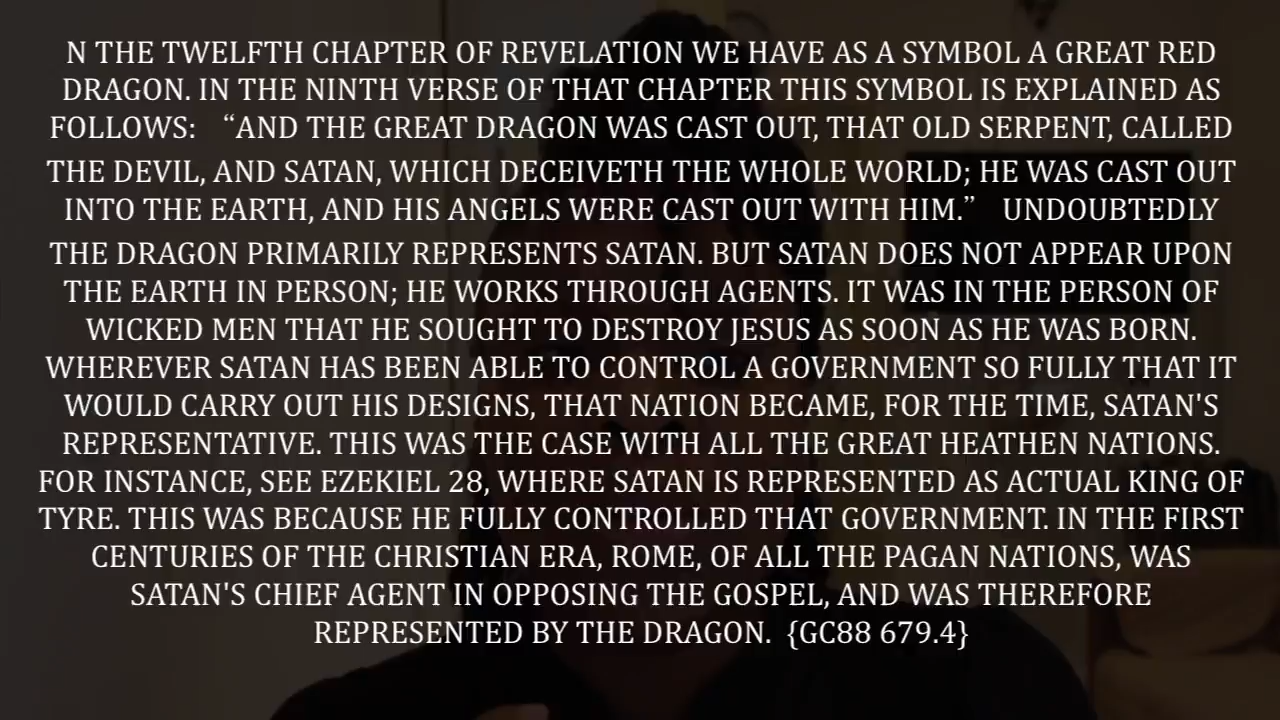 N THE TWELFTH CHAPTER OF REVELATION WE HAVE AS A SYMBOL A GREAT RED
DRAGON. IN THE NINTH VERSE OF THAT CHAPTER THIS SYMBOL IS EXPLAINED AS
FOLLOWS: “AND THE GREAT DRAGON WAS CAST OUT, THAT OLD SERPENT, CALLED
THE DEVIL, AND SATAN, WHICH DECEIVETH THE WHOLE WORLD; HE WAS CAST OUT
INTO THE EARTH, AND HIS ANGELS WERE CAST OUT WITH HIM.” UNDOUBTEDLY
THE DRAGON PRIMARILY REPRESENTS SATAN. BUT SATAN DOES NOT APPEAR UPON
THE EARTH IN PERSON; HE WORKS THROUGH AGENTS. IT WAS IN THE PERSON OF
WICKED MEN THAT HE SOUGHT TO DESTROY JESUS AS SOON AS HE WAS BORN.
WHEREVER SATAN HAS BEEN ABLE TO CONTROL A GOVERNMENT SO FULLY THAT IT
WOULD CARRY OUT HIS DESIGNS, THAT NATION BECAME, FOR THE TIME, SATAN'S
REPRESENTATIVE. THIS WAS THE CASE WITH ALL THE GREAT HEATHEN NATIONS.
FOR INSTANCE, SEE EZEKIEL 28, WHERE SATAN IS REPRESENTED AS ACTUAL KING OF
TYRE. THIS WAS BECAUSE HE FULLY CONTROLLED THAT GOVERNMENT. IN THE FIRST
CENTURIES OF THE CHRISTIAN ERA, ROME, OF ALL THE PAGAN NATIONS, WAS
SATAN'S CHIEF AGENT IN OPPOSING THE GOSPEL, AND WAS THEREFORE
REPRESENTED BY THE DRAGON. {GC88 679.4}